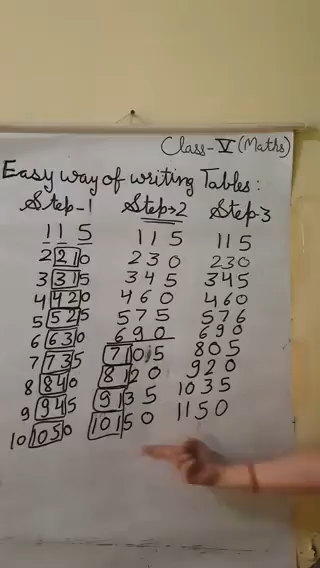 Class-V (Maths)
Easy way of writing Tables:
Step-1
1 1 5
2 2 1 0
3 3 1 5
4 4 2 0
5 5 2 5
6 6 3 0
7 7 3 5
8 8 4 0
9 9 4 5
10 10 5 0
Step→2
1 1 5
2 3 0
3 4 5
4 6 0
5 7 5
6 9 0
7 1 0 5
8 1 2 0
9 1 3 5
10 1 5 0
Step-3
1 1 5
2 3 0
3 4 5
4 6 0
5 7 6
6 9 0
8 0 5
9 2 0
10 3 5
11 5 0